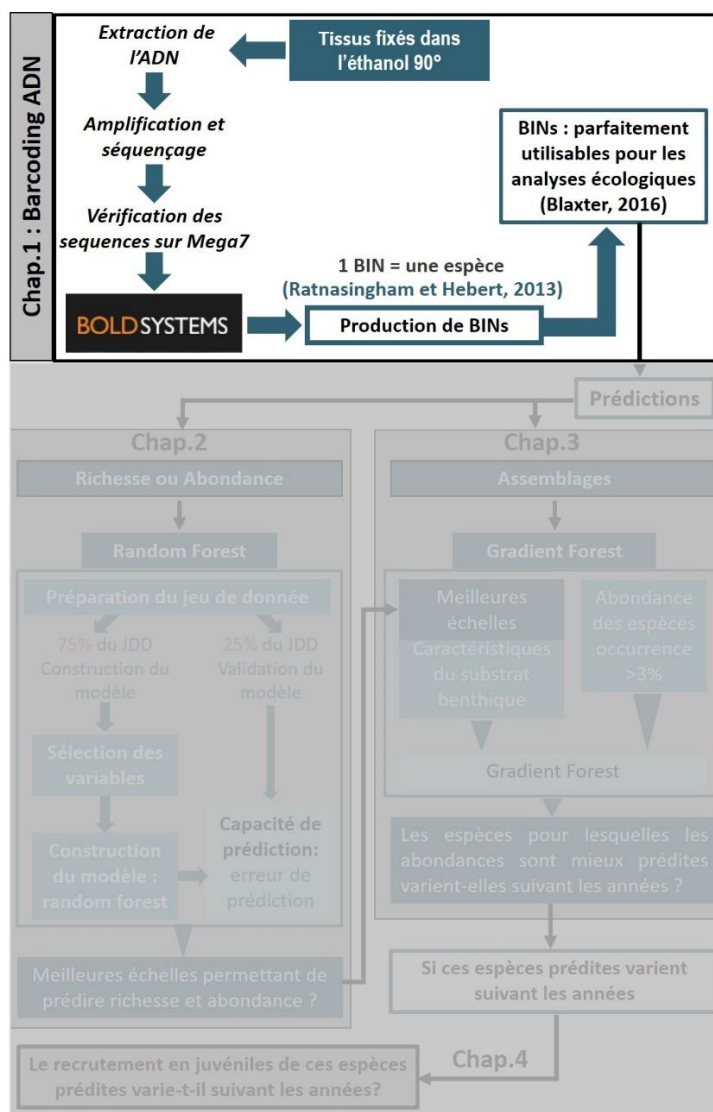 Chap.1 : Barcoding ADN
Extraction de
l’ADN
Tissus fixés dans
l’éthanol 90°
Amplification et
séquençage
Vérification des
sequences sur Mega7
BOLDSYSTEMS
1 BIN = une espèce
(Ratnasingham et Hebert, 2013)
Production de BINs
BINs : parfaitement
utilisables pour les
analyses écologiques
(Blaxter, 2016)
Prédictions
Chap.2
Richesse ou Abondance
Random Forest
Préparation du jeu de donnée
75% du JDD
Construction du
modèle
25% du JDD
Validation du
modèle
Sélection des
variables
Construction
du modèle :
random forest
Capacité de
prédiction:
erreur de
prédiction
Meilleures échelles permettant de
prédire richesse et abondance ?
Chap.3
Assemblages
Gradient Forest
Meilleures
échelles
Caractéristiques
du substrat
benthique
Abondance
des espèces
occurrence
>3%
Gradient Forest
Les espèces pour lesquelles les
abondances sont mieux prédites
varient-elles suivant les années ?
Si ces espèces prédites varient
suivant les années
Chap.4
Le recrutement en juvéniles de ces espèces
prédites varie-t-il suivant les années?